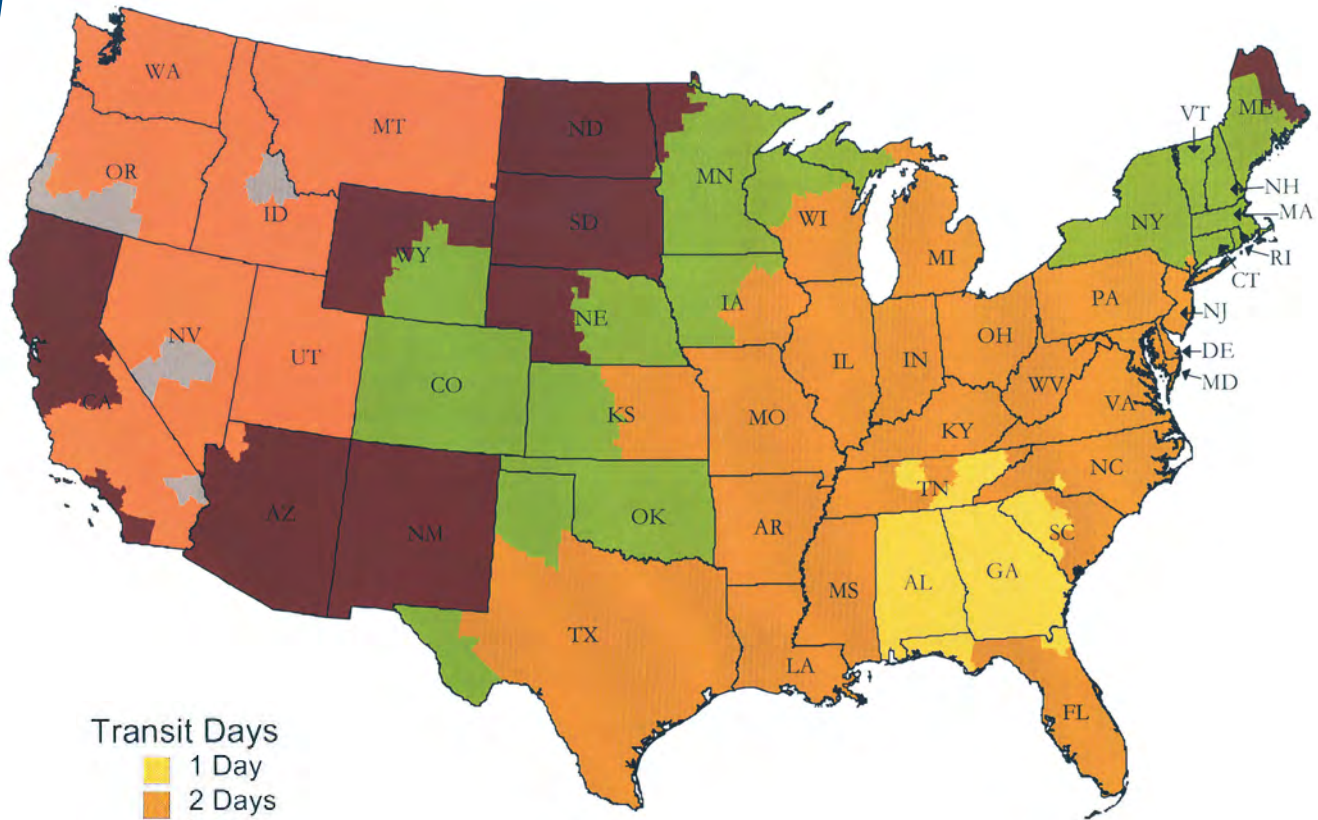 WA
MT
ND
ME
VT
OR
MN
ID
NH
WI
NY
MA
SD
WY
MI
RI
CT
IA
PA
NE
NV
NJ
OH
UT
IL
IN
DE
CO
MD
WV
CA
VA
KS
MO
KY
NC
TN
AZ
NM
OK
AR
SC
GA
AL
MS
TX
LA
FL
Transit Days
1 Day
2 Days